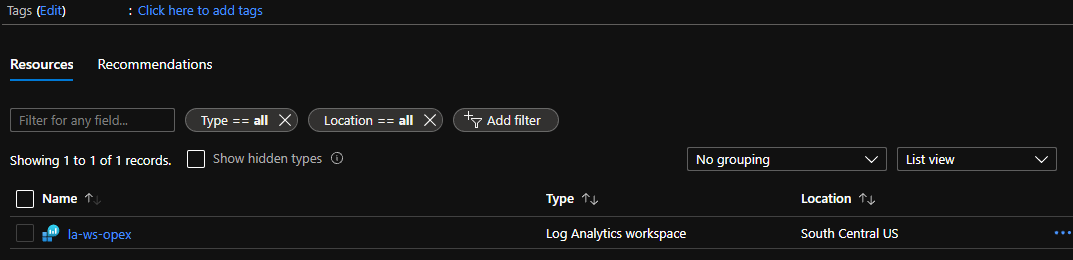 Tags (Edit) : Click here to add tags
Resources Recommendations
Filter for any field... Type == all Location == all Add filter
Showing 1 to 1 of 1 records. Show hidden types No grouping List view
Name Type Location
la-ws-opex Log Analytics workspace South Central US